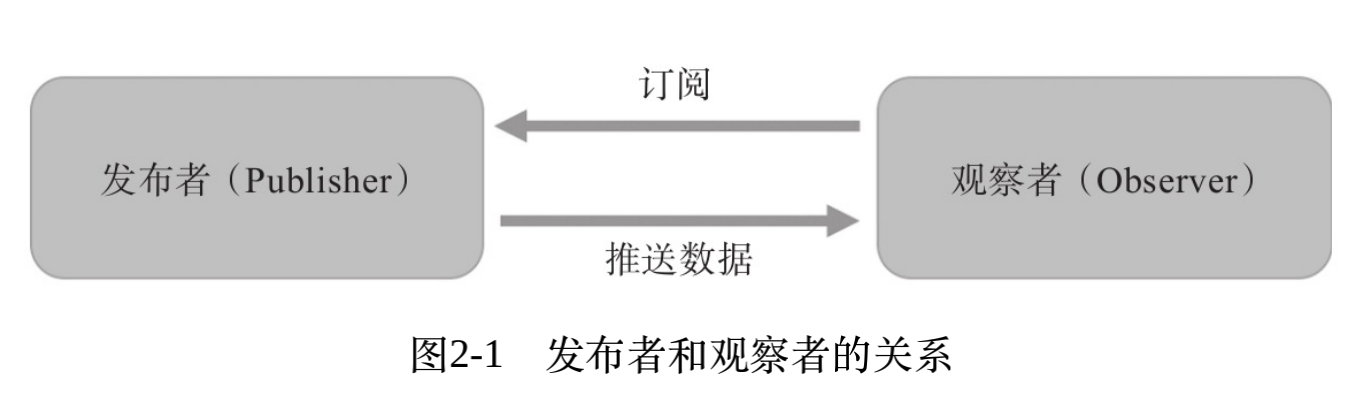 订阅
发布者（Publisher）
观察者（Observer）
推送数据
图2-1 发布者和观察者的关系